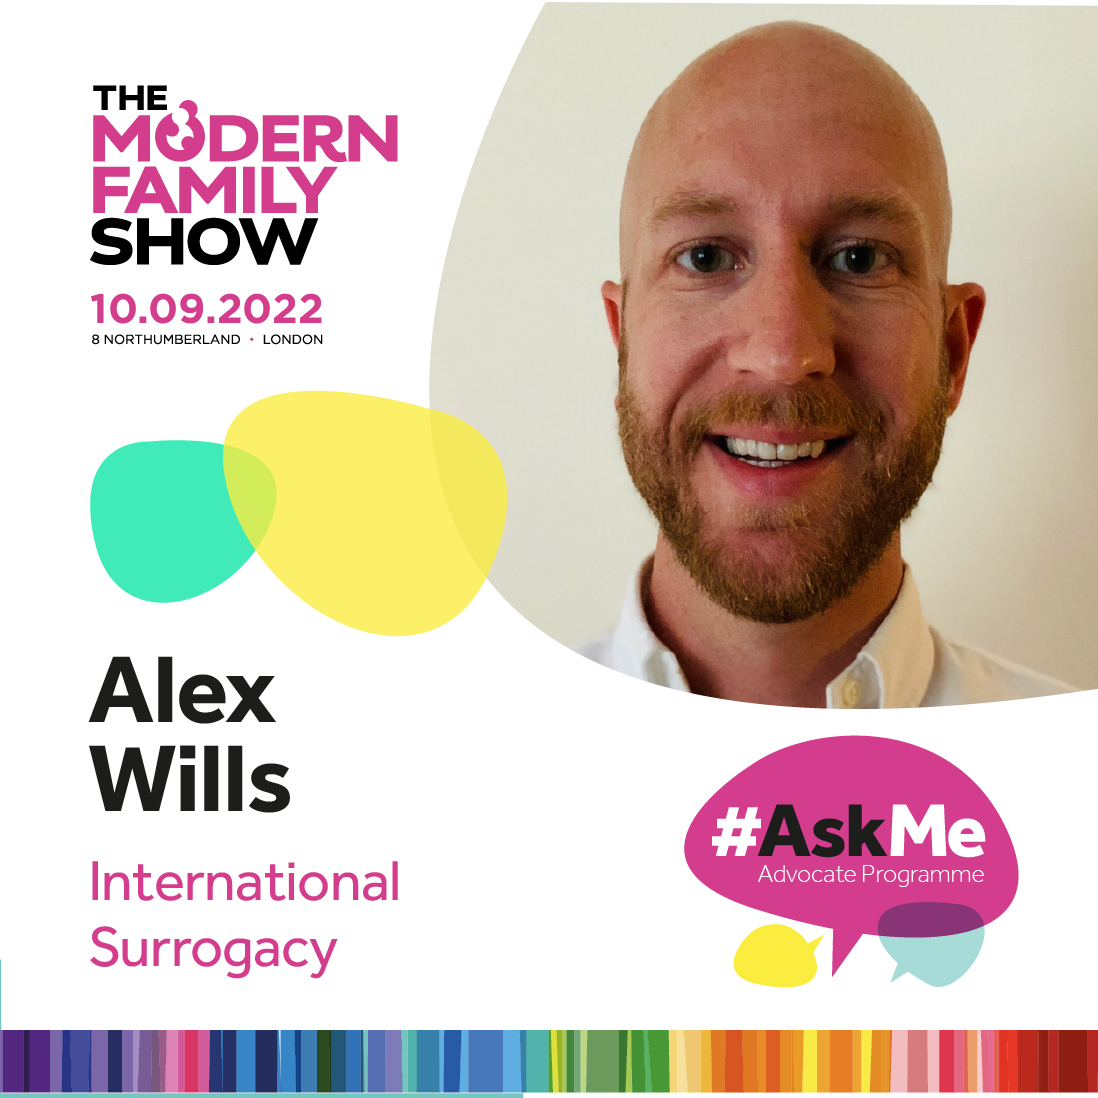 THE
MODERN
FAMILY
SHOW
10.09.2022
8 NORTHUMBERLAND • LONDON
Alex
Wills
International
Surrogacy
#AskMe
Advocate Programme